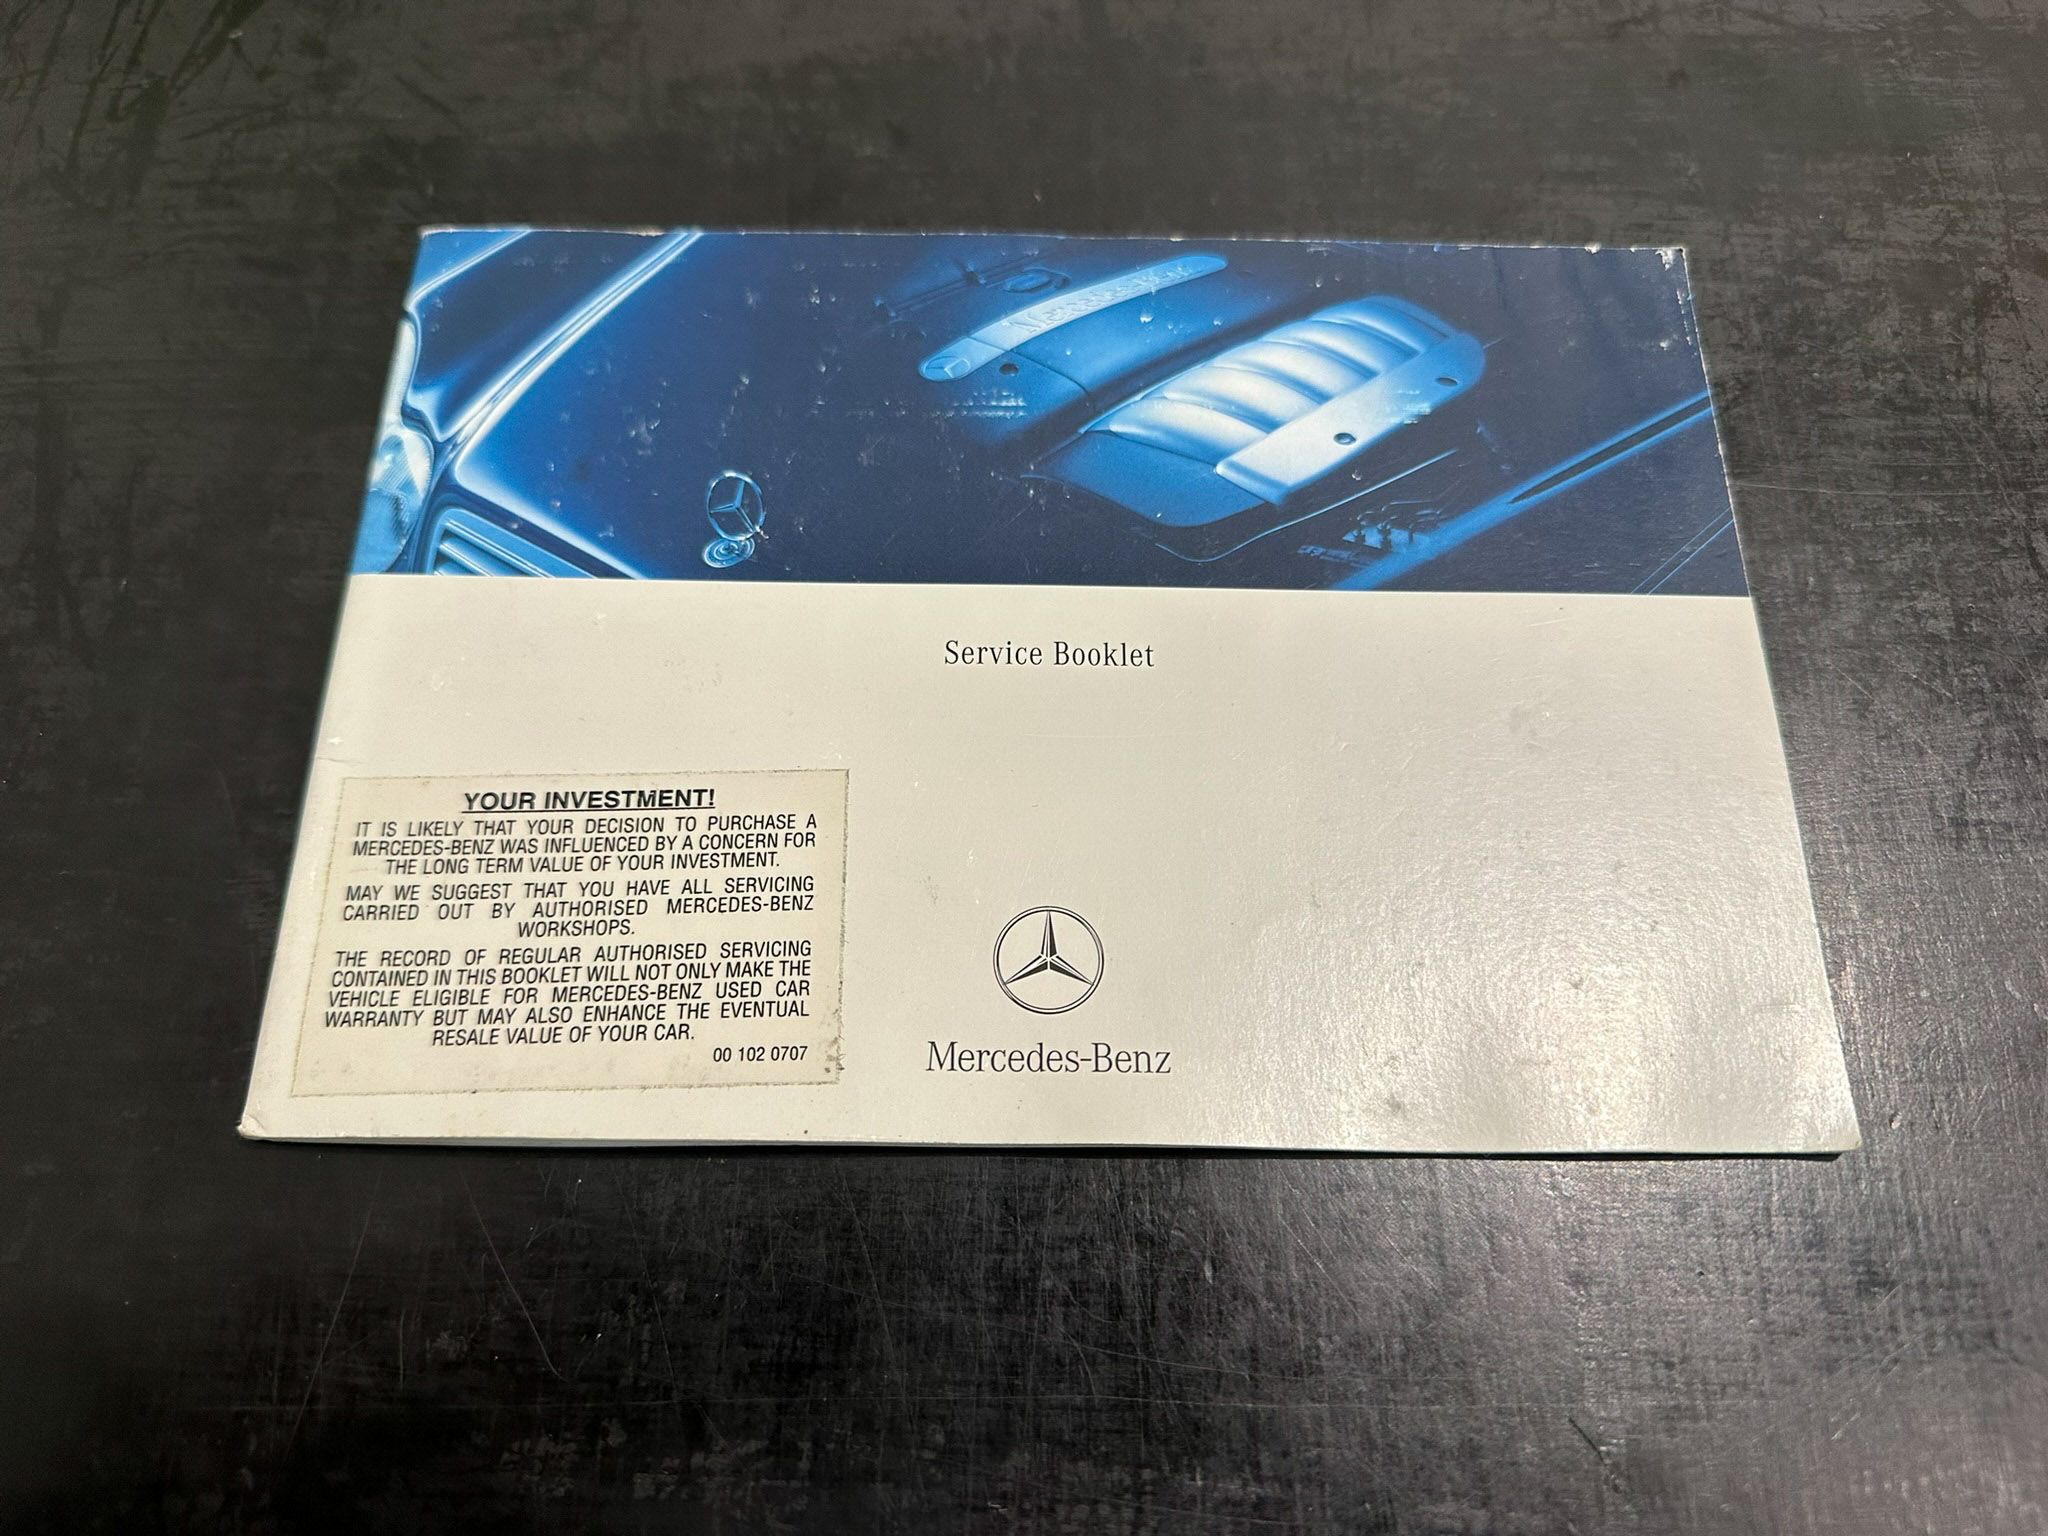 Mercedes-Benz
Service Booklet
YOUR INVESTMENT!
IT IS LIKELY THAT YOUR DECISION TO PURCHASE A
MERCEDES-BENZ WAS INFLUENCED BY A CONCERN FOR
THE LONG TERM VALUE OF YOUR INVESTMENT.
MAY WE SUGGEST THAT YOU HAVE ALL SERVICING
CARRIED OUT BY AUTHORISED MERCEDES-BENZ
WORKSHOPS.
THE RECORD OF REGULAR AUTHORISED SERVICING
CONTAINED IN THIS BOOKLET WILL NOT ONLY MAKE THE
VEHICLE ELIGIBLE FOR MERCEDES-BENZ USED CAR
WARRANTY BUT MAY ALSO ENHANCE THE EVENTUAL
RESALE VALUE OF YOUR CAR.
00 102 0707
Mercedes-Benz